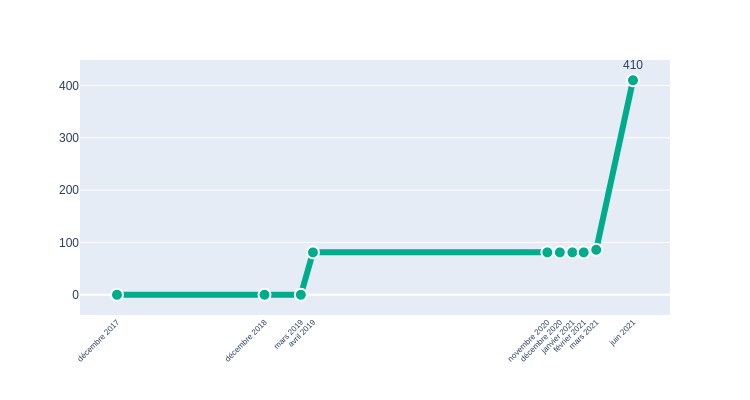 410
400
300
200
100
0
décembre 2017
décembre 2018
mars 2019
avril 2019
novembre 2020
décembre 2020
janvier 2021
février 2021
mars 2021
juin 2021